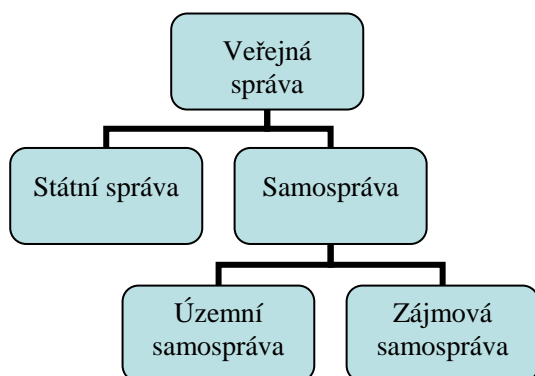 Veřejná
správa
Státní správa
Samospráva
Územní
samospráva
Zájmová
samospráva